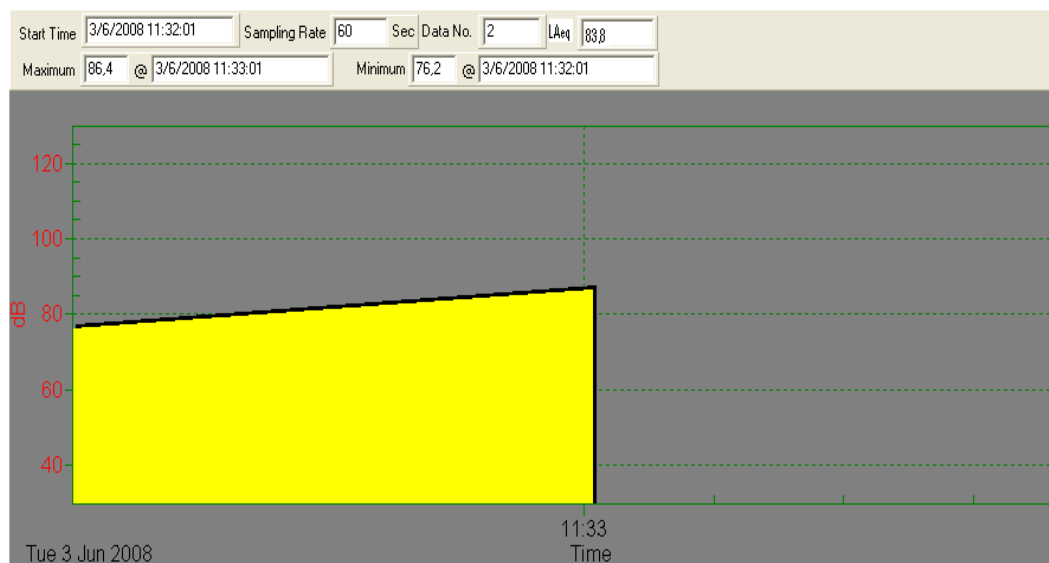 Start Time 3/6/2008 11:32:01 Sampling Rate 60 Sec Data No. 2 LAeq 83,8
Maximum 86,4 @ 3/6/2008 11:33:01 Minimum 76,2 @ 3/6/2008 11:32:01
120
100
dB 80
60
40
11:33
Tue 3 Jun 2008 Time